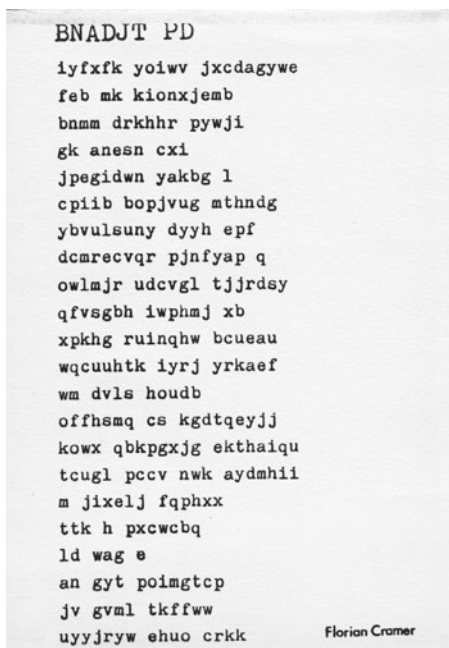 BNADJT PD
iyfxfk yoiwv jxcdagywe
feb mk kionxjemb
bnmm drkhhr pywji
gk anesn cxi
jpegidwn yakbg l
cpiib bopjvug mthndg
ybvulsuny dyyh epf
dcmrecvqr pjnfyap q
owlmjr udcvgl tjjrdsy
qfvsgbh iwphmj xb
xpkhg ruinqhw bcueau
wqcuuhtk iyrj yrkaef
wm dvls houdb
offhsmq cs kgdtqeyjj
kowx qbkpgxjg ekthaiqu
tcugl pccv nwk aydmhii
m jixelj fqphxx
ttk h pxcwcbq
ld wag e
an gyt poimgtcp
jv gvml tkffww
uyyjryw ehuo crkk
Florian Cramer